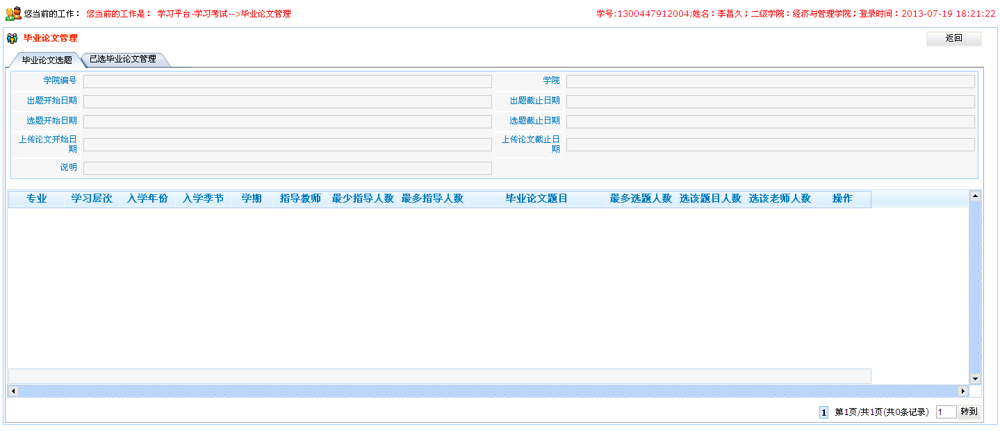 您当前的工作： 您当前的工作是： 学习平台-学习考试-->毕业论文管理 学号:1300447912004;姓名：李昌久；二级学院：经济与管理学院；登录时间：2013-07-19 18:21:22
毕业论文管理 返回
毕业论文选题 已选毕业论文管理
学院编号 学院
出题开始日期 出题截止日期
选题开始日期 选题截止日期
上传论文开始日 上传论文截止日
期 期
说明
专业 学习层次 入学年份 入学季节 学期 指导教师 最少指导人数 最多指导人数 毕业论文题目 最多选题人数 选该题目人数 选该老师人数 操作
1 第1页/共1页(共0条记录) 1 转到